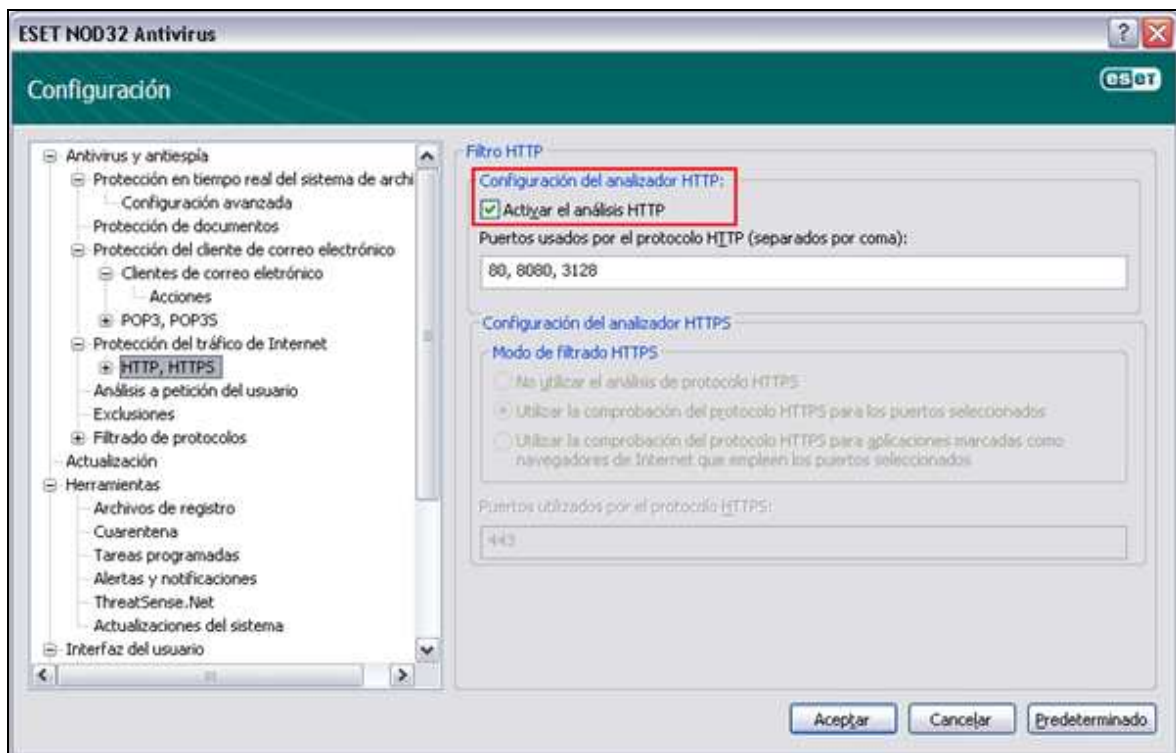 ESET NOD32 Antivirus
Configuración
eseT
Antivirus y antiespía
Protección en tiempo real del sistema de archi
Configuración avanzada
Protección de documentos
Protección del cliente de correo electrónico
Clientes de correo eletrónico
Acciones
POP3, POP3S
Protección del tráfico de Internet
HTTP, HTTPS
Análisis a petición del usuario
Exclusiones
Filtrado de protocolos
Actualización
Herramientas
Archivos de registro
Cuarentena
Tareas programadas
Alertas y notificaciones
ThreatSense.Net
Actualizaciones del sistema
Interfaz del usuario
Filtro HTTP
Configuración del analizador HTTP:
Activar el análisis HTTP
Puertos usados por el protocolo HTTP (separados por coma):
80, 8080, 3128
Configuración del analizador HTTPS
Modo de filtrado HTTPS
No utilizar el análisis de protocolo HTTPS
Utilizar la comprobación del protocolo HTTPS para los puertos seleccionados
Utilizar la comprobación del protocolo HTTPS para aplicaciones marcadas como
navegadores de Internet que empleen los puertos seleccionados
Puertos utilizados por el protocolo HTTPS:
443
Aceptar
Cancelar
Predeterminado